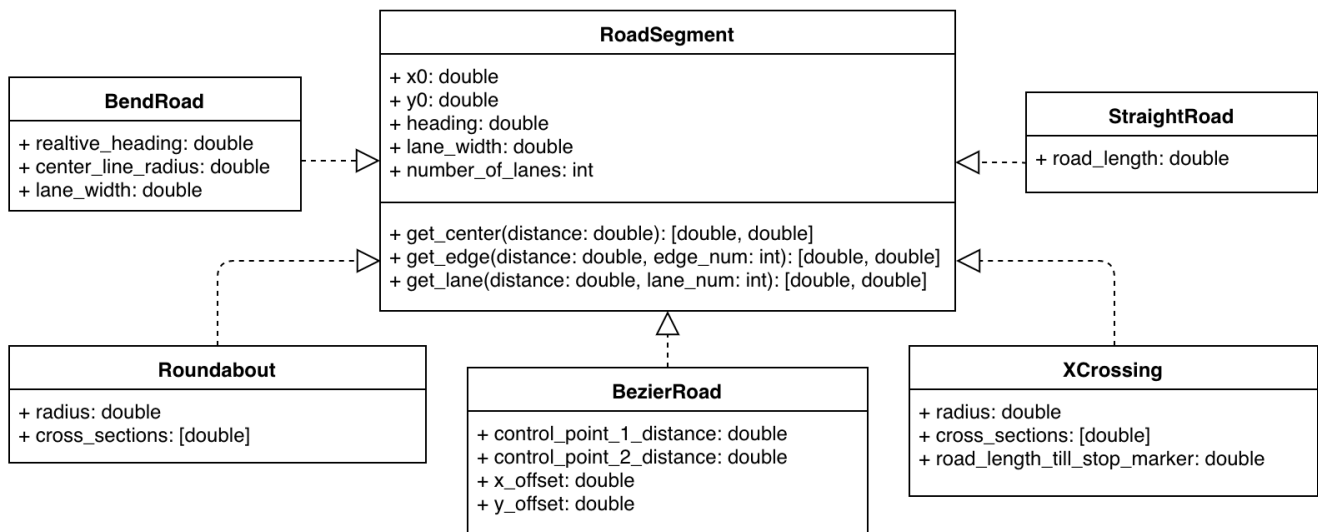 RoadSegment
+ x0: double
+ y0: double
+ heading: double
+ lane_width: double
+ number_of_lanes: int
+ get_center(distance: double): [double, double]
+ get_edge(distance: double, edge_num: int): [double, double]
+ get_lane(distance: double, lane_num: int): [double, double]
BendRoad
+ realtive_heading: double
+ center_line_radius: double
+ lane_width: double
StraightRoad
+ road_length: double
Roundabout
+ radius: double
+ cross_sections: [double]
BezierRoad
+ control_point_1_distance: double
+ control_point_2_distance: double
+ x_offset: double
+ y_offset: double
XCrossing
+ radius: double
+ cross_sections: [double]
+ road_length_till_stop_marker: double